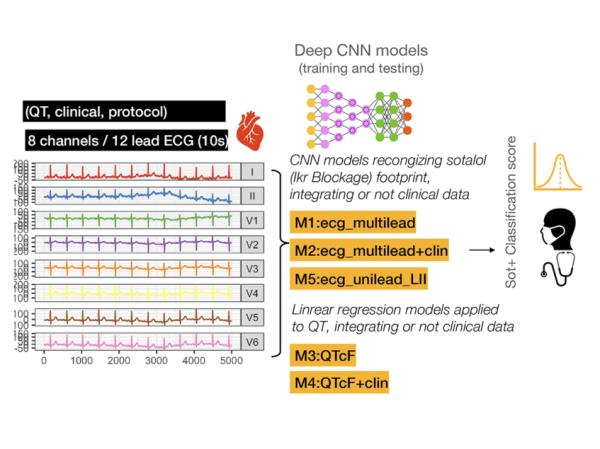 Deep CNN models
(training and testing)
(QT, clinical, protocol)
8 channels / 12 lead ECG (10s)
CNN models recongizing sotalol
(Ikr Blockage) footprint,
integrating or not clinical data
M1:ecg_multilead
M2:ecg_multilead+clin
M5:ecg_unilead_LII
Linrear regression models applied
to QT, integrating or not clinical data
M3:QTcF
M4:QTcF+clin
Sot+ Classification score
I
II
V1
V2
V3
V4
V5
V6
0 1000 2000 3000 4000 5000